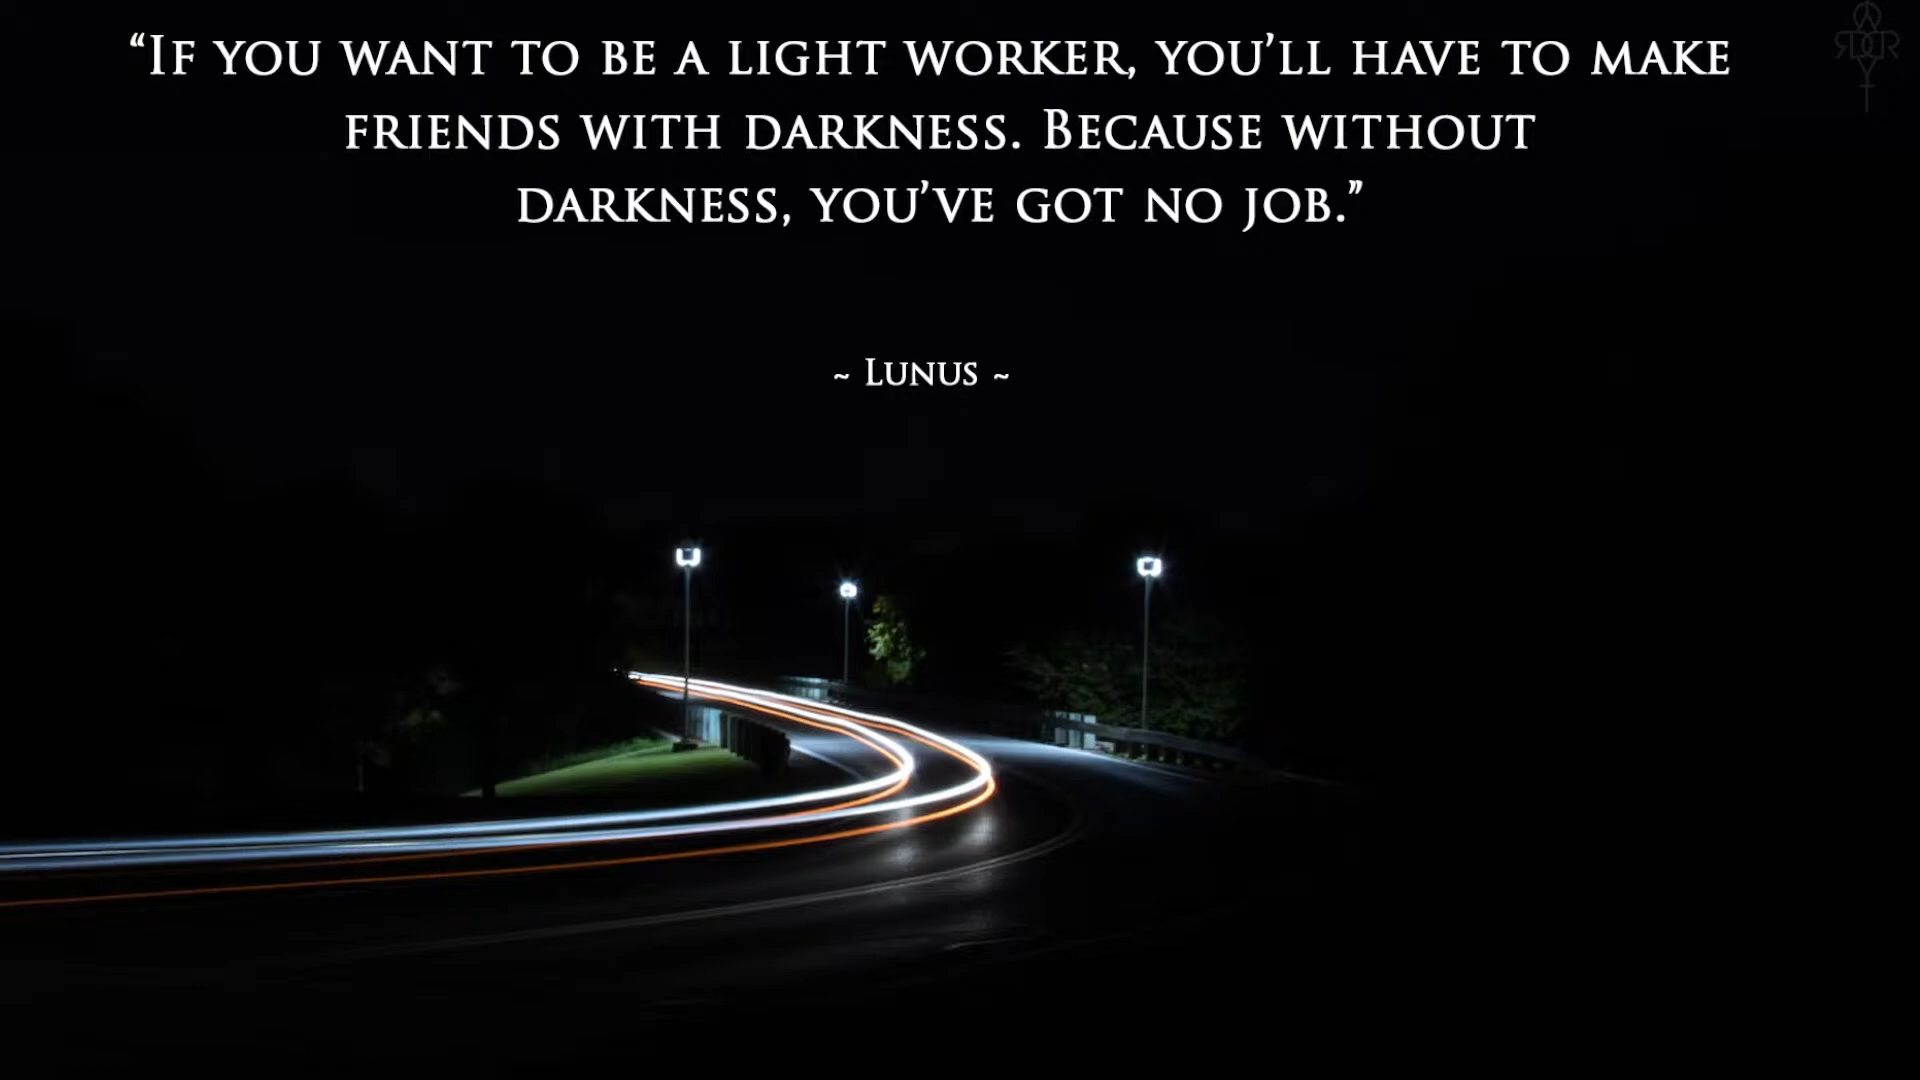 “If you want to be a light worker, you’ll have to make
friends with darkness. Because without
darkness, you’ve got no job.”
~ Lunus ~